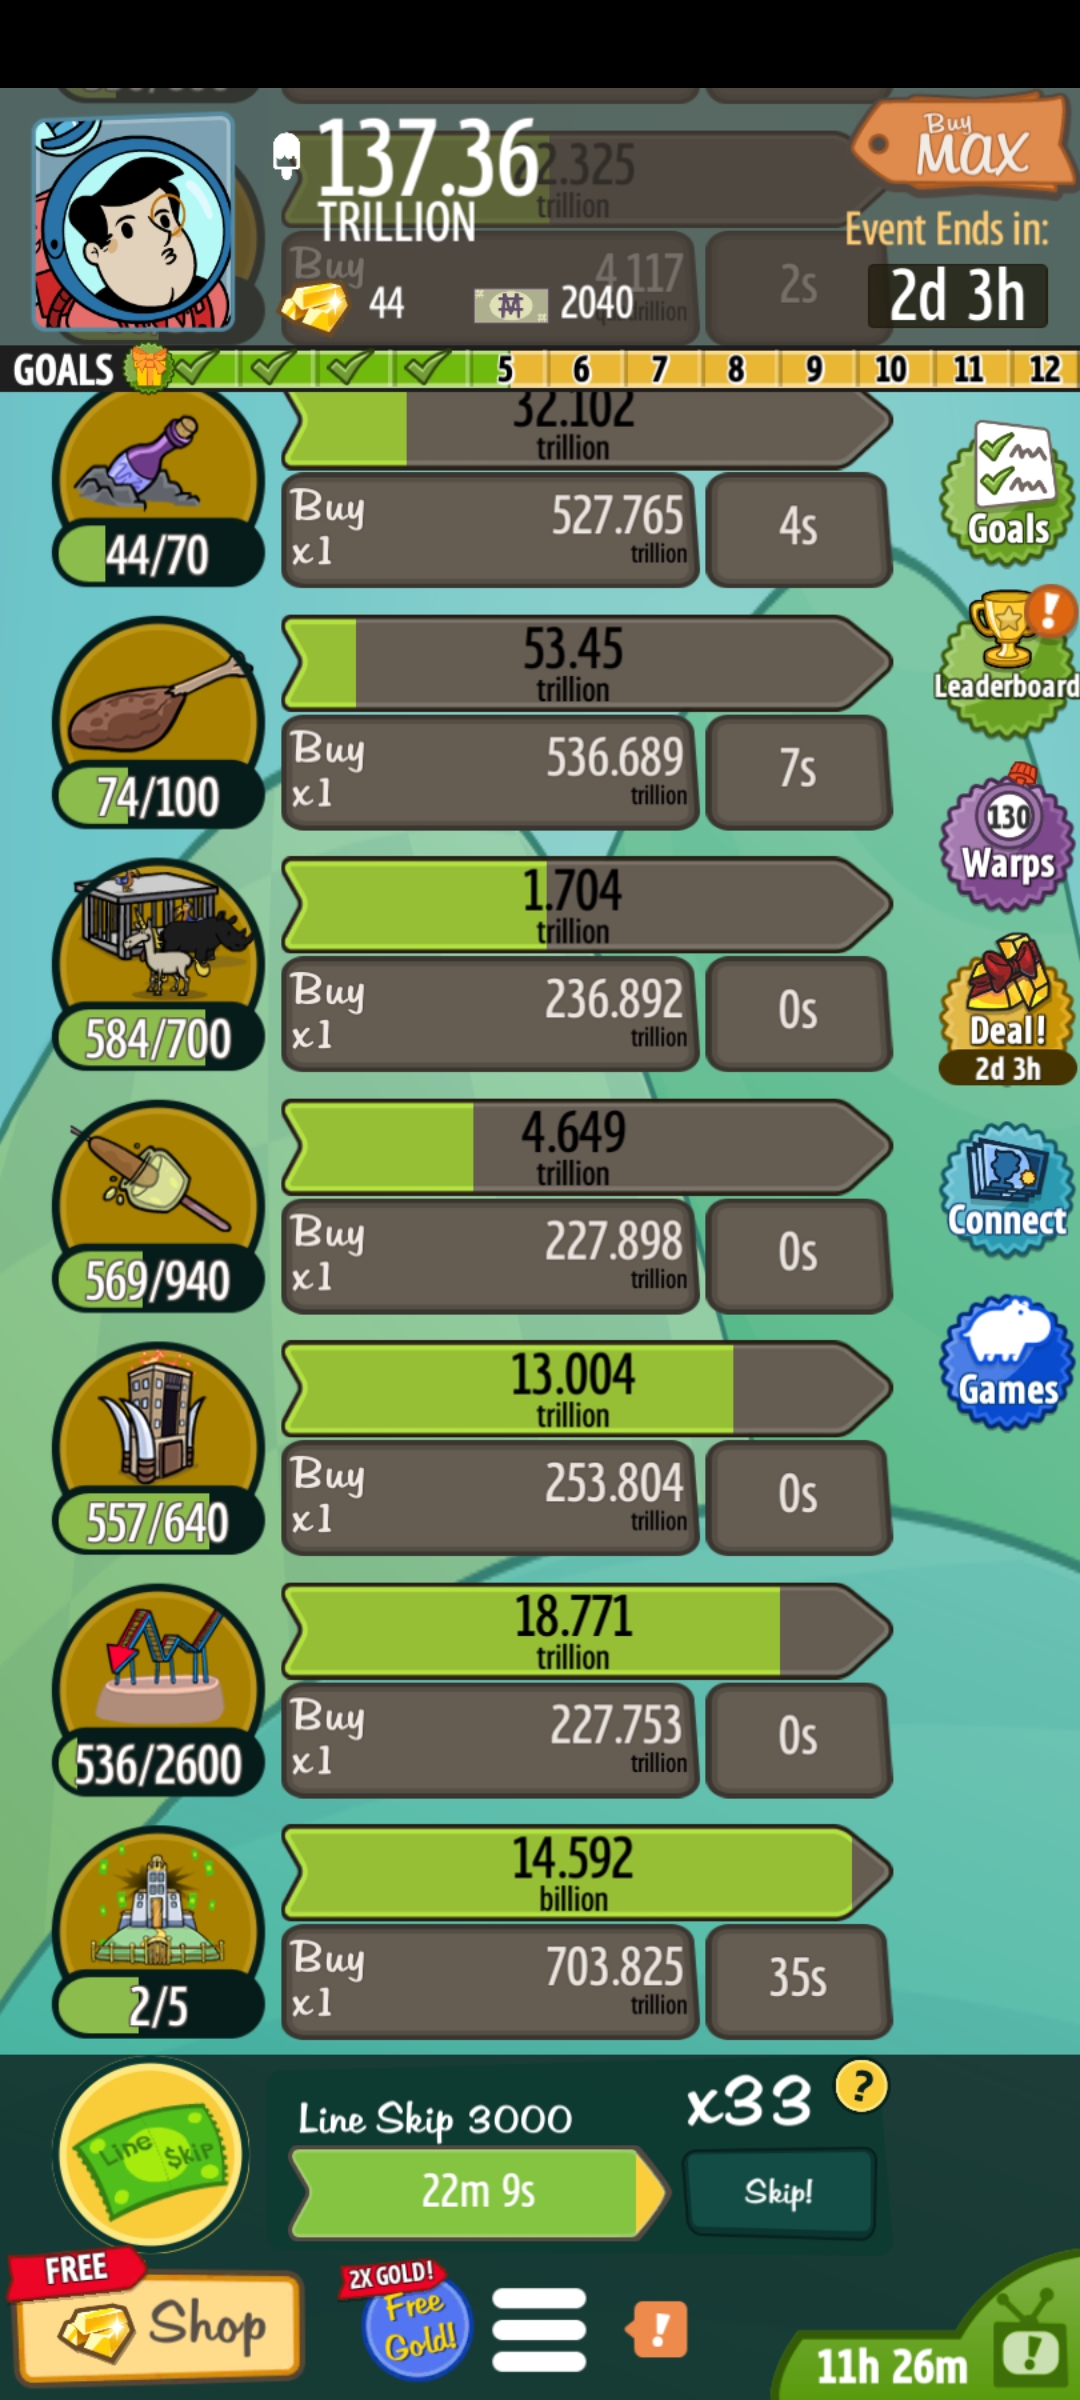 137.36
TRILLION
2.325
trillion
Buy
4.117
2s
44
2040
Buy
MAX
Event Ends in:
2d 3h
GOALS
5 6 7 8 9 10 11 12
32.102
trillion
Buy
x1
527.765
trillion
4s
44/70
Goals
53.45
trillion
Buy
x1
536.689
trillion
7s
74/100
Leaderboard
130
Warps
1.704
trillion
Buy
x1
236.892
trillion
0s
584/700
Deal!
2d 3h
4.649
trillion
Buy
x1
227.898
trillion
0s
569/940
Connect
13.004
trillion
Buy
x1
253.804
trillion
0s
557/640
Games
18.771
trillion
Buy
x1
227.753
trillion
0s
536/2600
14.592
billion
Buy
x1
703.825
trillion
35s
2/5
Line $kip
Line Skip 3000
22m 9s
x33
?
Skip!
FREE
Shop
2X GOLD!
Free
Gold!
!
11h 26m
!